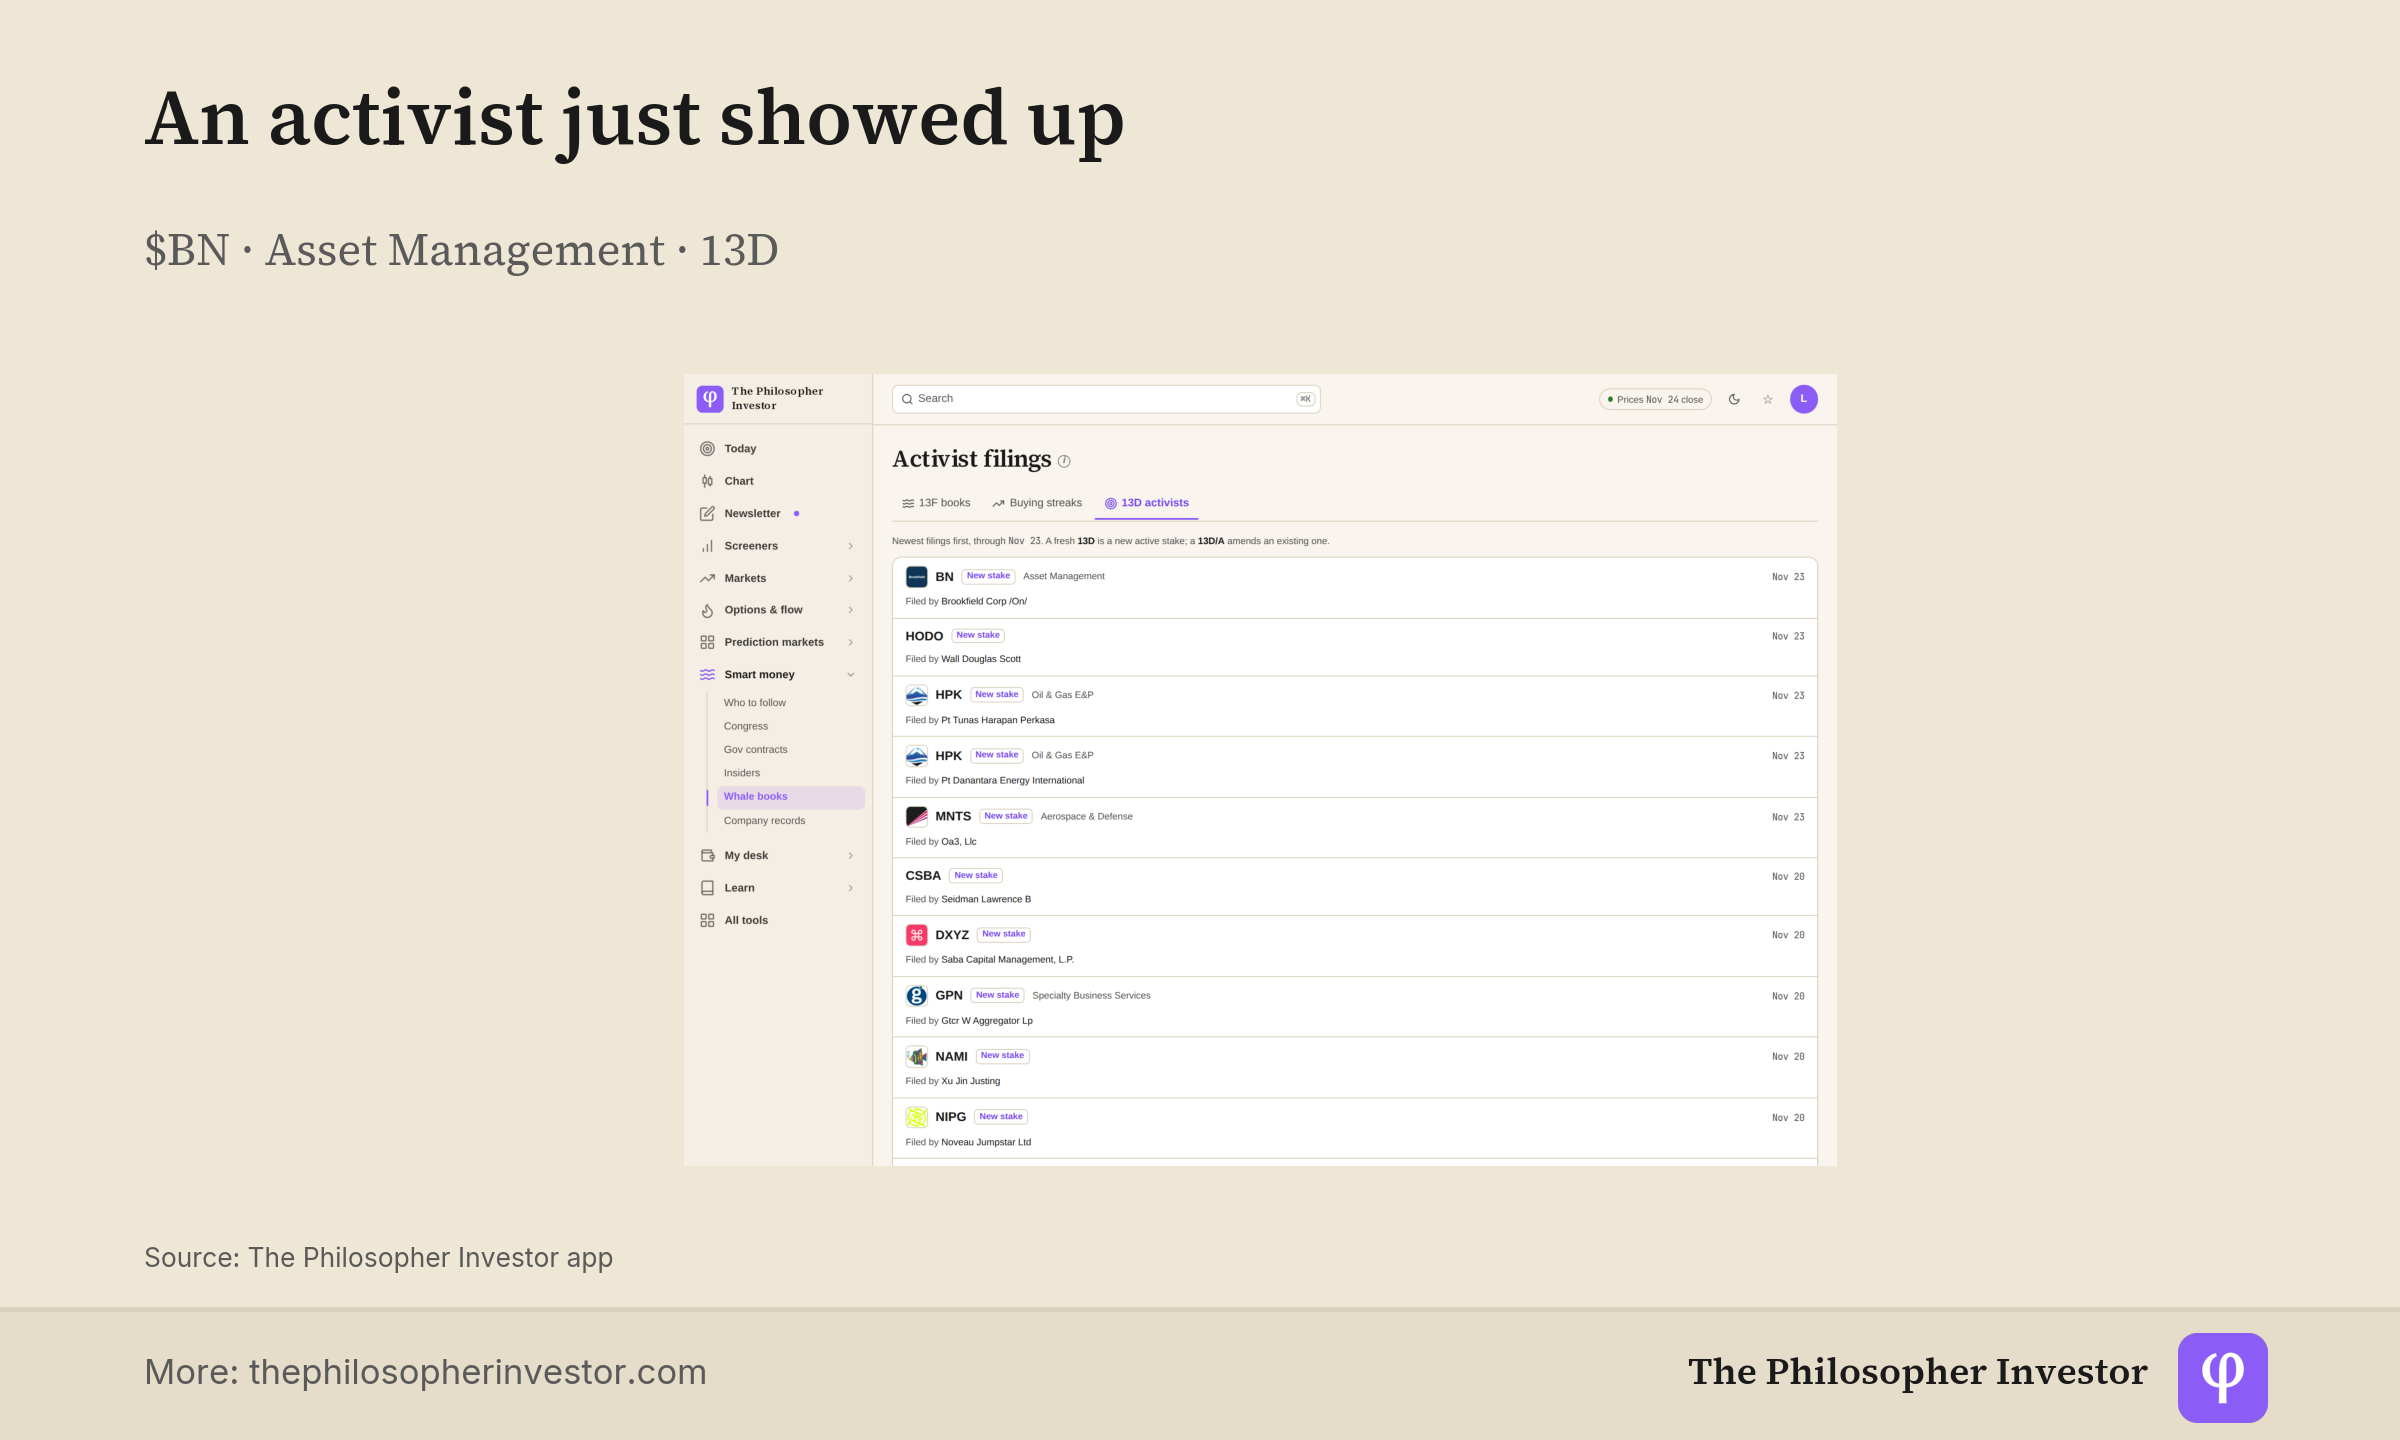 An activist just showed up
$BN · Asset Management · 13D
The Philosopher
Investor
Search
⌘K
Prices Nov 24 close
L
Today
Chart
Newsletter
Screeners
Markets
Options & flow
Prediction markets
Smart money
Who to follow
Congress
Gov contracts
Insiders
Whale books
Company records
My desk
Learn
All tools
Activist filings
13F books
Buying streaks
13D activists
Newest filings first, through Nov 23. A fresh 13D is a new active stake; a 13D/A amends an existing one.
BN New stake Asset Management Nov 23
Filed by Brookfield Corp /On/
HODO New stake Nov 23
Filed by Wall Douglas Scott
HPK New stake Oil & Gas E&P Nov 23
Filed by Pt Tunas Harapan Perkasa
HPK New stake Oil & Gas E&P Nov 23
Filed by Pt Danantara Energy International
MNTS New stake Aerospace & Defense Nov 23
Filed by Oa3, Llc
CSBA New stake Nov 20
Filed by Seidman Lawrence B
DXYZ New stake Nov 20
Filed by Saba Capital Management, L.P.
GPN New stake Specialty Business Services Nov 20
Filed by Gtcr W Aggregator Lp
NAMI New stake Nov 20
Filed by Xu Jin Justing
NIPG New stake Nov 20
Filed by Noveau Jumpstar Ltd
Source: The Philosopher Investor app
More: thephilosopherinvestor.com
The Philosopher Investor
φ